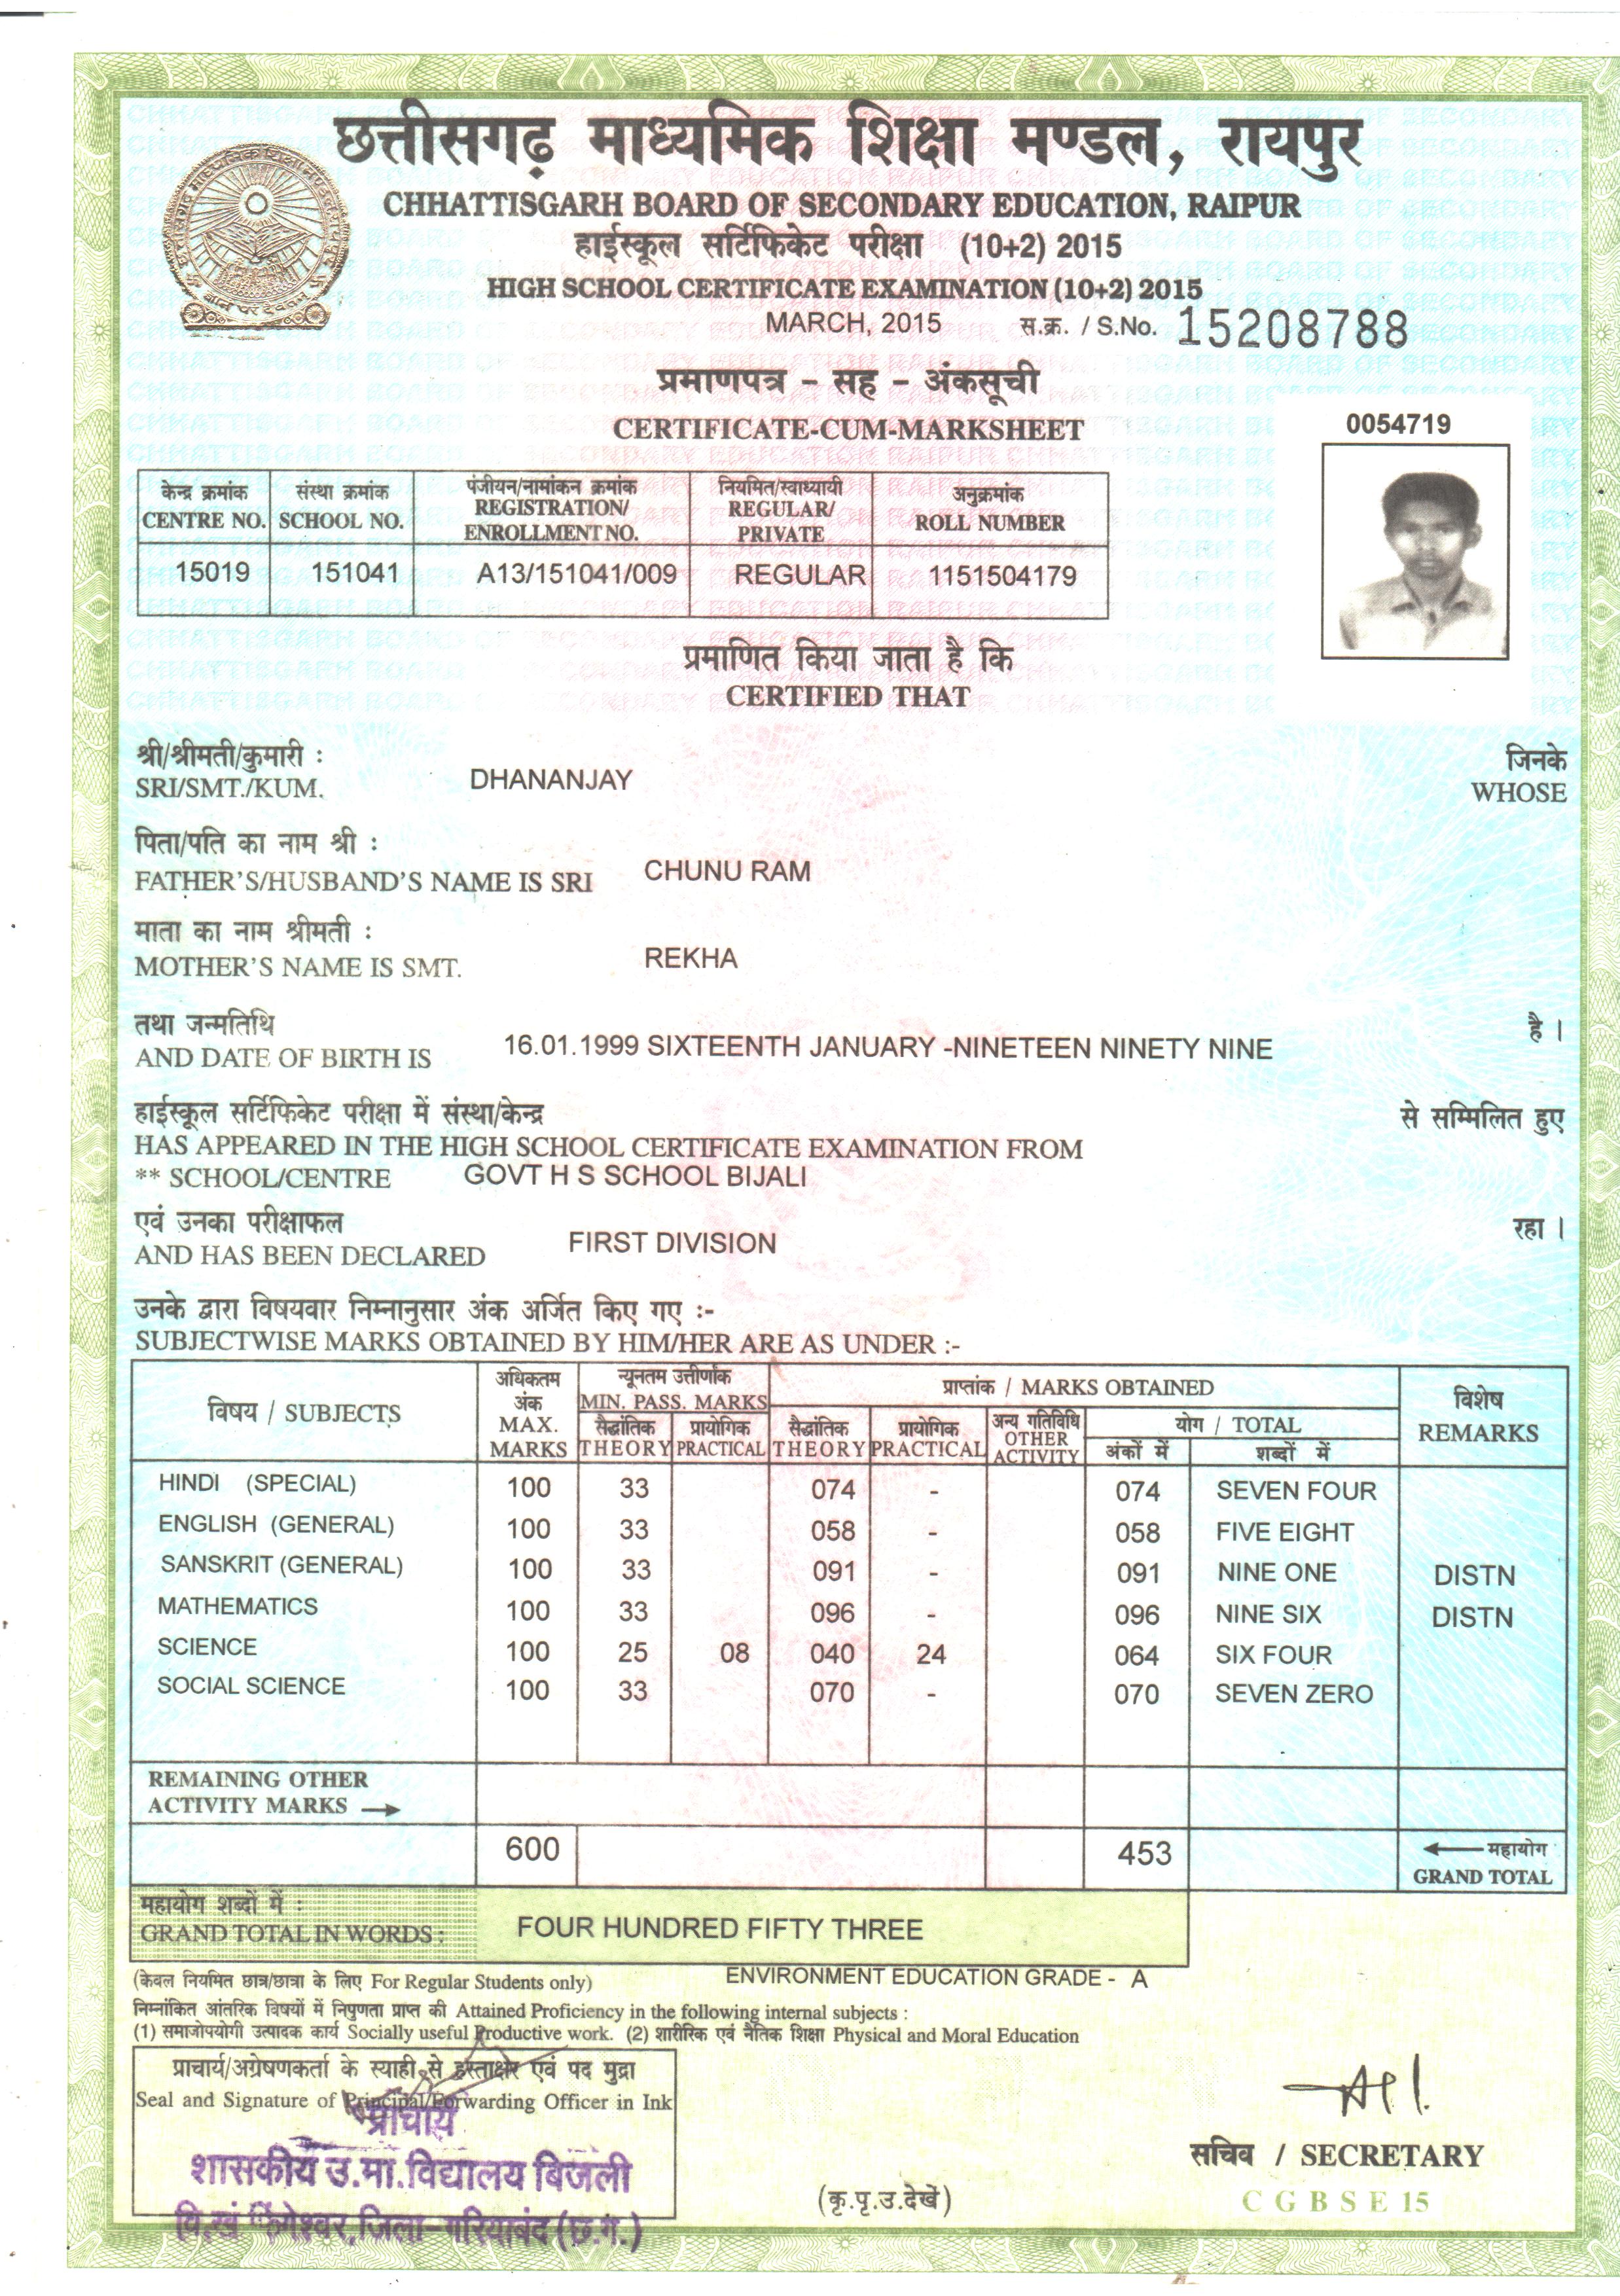 छत्तीसगढ़ माध्यमिक शिक्षा मण्डल, रायपुर
CHHATTISGARH BOARD OF SECONDARY EDUCATION, RAIPUR
हाईस्कूल सर्टिफिकेट परीक्षा (10+2) 2015
HIGH SCHOOL CERTIFICATE EXAMINATION (10+2) 2015
MARCH, 2015 स.क्र. / S.No. 15208788
प्रमाणपत्र - सह - अंकसूची
CERTIFICATE-CUM-MARKSHEET
0054719
केन्द्र क्रमांक संस्था क्रमांक पंजीयन/नामांकन क्रमांक नियमित/स्वाध्यायी अनुक्रमांक
CENTRE NO. SCHOOL NO. REGISTRATION/ REGULAR/ ROLL NUMBER
ENROLLMENT NO. PRIVATE
15019 151041 A13/151041/009 REGULAR 1151504179
प्रमाणित किया जाता है कि
CERTIFIED THAT
श्री/श्रीमती/कुमारी : जिनके
SRI/SMT./KUM. DHANANJAY WHOSE
पिता/पति का नाम श्री :
FATHER'S/HUSBAND'S NAME IS SRI CHUNU RAM
माता का नाम श्रीमती :
MOTHER'S NAME IS SMT. REKHA
तथा जन्मतिथि है ।
AND DATE OF BIRTH IS 16.01.1999 SIXTEENTH JANUARY -NINETEEN NINETY NINE
हाईस्कूल सर्टिफिकेट परीक्षा में संस्था/केन्द्र से सम्मिलित हुए
HAS APPEARED IN THE HIGH SCHOOL CERTIFICATE EXAMINATION FROM
** SCHOOL/CENTRE GOVT H S SCHOOL BIJALI
एवं उनका परीक्षाफल रहा ।
AND HAS BEEN DECLARED FIRST DIVISION
उनके द्वारा विषयवार निम्नानुसार अंक अर्जित किए गए :-
SUBJECTWISE MARKS OBTAINED BY HIM/HER ARE AS UNDER :-
विषय / SUBJECTS अधिकतम अंक MAX. MARKS न्यूनतम उत्तीर्णांक MIN. PASS. MARKS प्राप्तांक / MARKS OBTAINED विशेष REMARKS
सैद्धांतिक प्रायोगिक सैद्धांतिक प्रायोगिक अन्य गतिविधि योग / TOTAL
THEORY PRACTICAL THEORY PRACTICAL OTHER ACTIVITY अंकों में शब्दों में
HINDI (SPECIAL) 100 33 074 - 074 SEVEN FOUR
ENGLISH (GENERAL) 100 33 058 - 058 FIVE EIGHT
SANSKRIT (GENERAL) 100 33 091 - 091 NINE ONE DISTN
MATHEMATICS 100 33 096 - 096 NINE SIX DISTN
SCIENCE 100 25 08 040 24 064 SIX FOUR
SOCIAL SCIENCE 100 33 070 - 070 SEVEN ZERO
REMAINING OTHER
ACTIVITY MARKS →
600 453 ← महायोग
GRAND TOTAL
महायोग शब्दों में :
GRAND TOTAL IN WORDS : FOUR HUNDRED FIFTY THREE
(केवल नियमित छात्र/छात्रा के लिए For Regular Students only) ENVIRONMENT EDUCATION GRADE - A
निम्नांकित आंतरिक विषयों में निपुणता प्राप्त की Attained Proficiency in the following internal subjects :
(1) समाजोपयोगी उत्पादक कार्य Socially useful Productive work. (2) शारीरिक एवं नैतिक शिक्षा Physical and Moral Education
प्राचार्य/अग्रेषणकर्ता के स्याही से हस्ताक्षर एवं पद मुद्रा
Seal and Signature of Principal/Forwarding Officer in Ink
प्राचार्य
शासकीय उ.मा.विद्यालय बिजली
वि.खं. फिंगेश्वर, जिला-गरियाबंद (छ.ग.)
सचिव / SECRETARY
(कृ.पृ.उ.देखें)
CGBSE 15